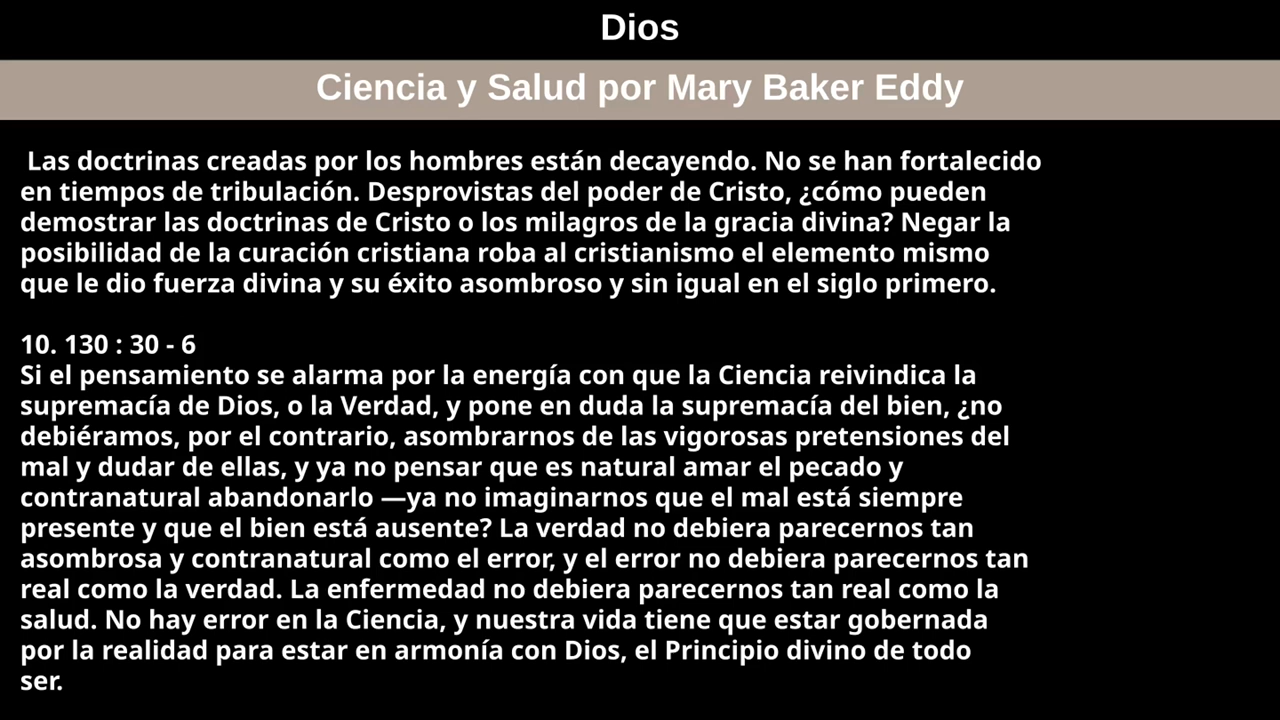 Dios
Ciencia y Salud por Mary Baker Eddy
Las doctrinas creadas por los hombres están decayendo. No se han fortalecido
en tiempos de tribulación. Desprovistas del poder de Cristo, ¿cómo pueden
demostrar las doctrinas de Cristo o los milagros de la gracia divina? Negar la
posibilidad de la curación cristiana roba al cristianismo el elemento mismo
que le dio fuerza divina y su éxito asombroso y sin igual en el siglo primero.
10. 130 : 30 - 6
Si el pensamiento se alarma por la energía con que la Ciencia reivindica la
supremacía de Dios, o la Verdad, y pone en duda la supremacía del bien, ¿no
debiéramos, por el contrario, asombrarnos de las vigorosas pretensiones del
mal y dudar de ellas, y ya no pensar que es natural amar el pecado y
contranatural abandonarlo —ya no imaginarnos que el mal está siempre
presente y que el bien está ausente? La verdad no debiera parecernos tan
asombrosa y contranatural como el error, y el error no debiera parecernos tan
real como la verdad. La enfermedad no debiera parecernos tan real como la
salud. No hay error en la Ciencia, y nuestra vida tiene que estar gobernada
por la realidad para estar en armonía con Dios, el Principio divino de todo
ser.